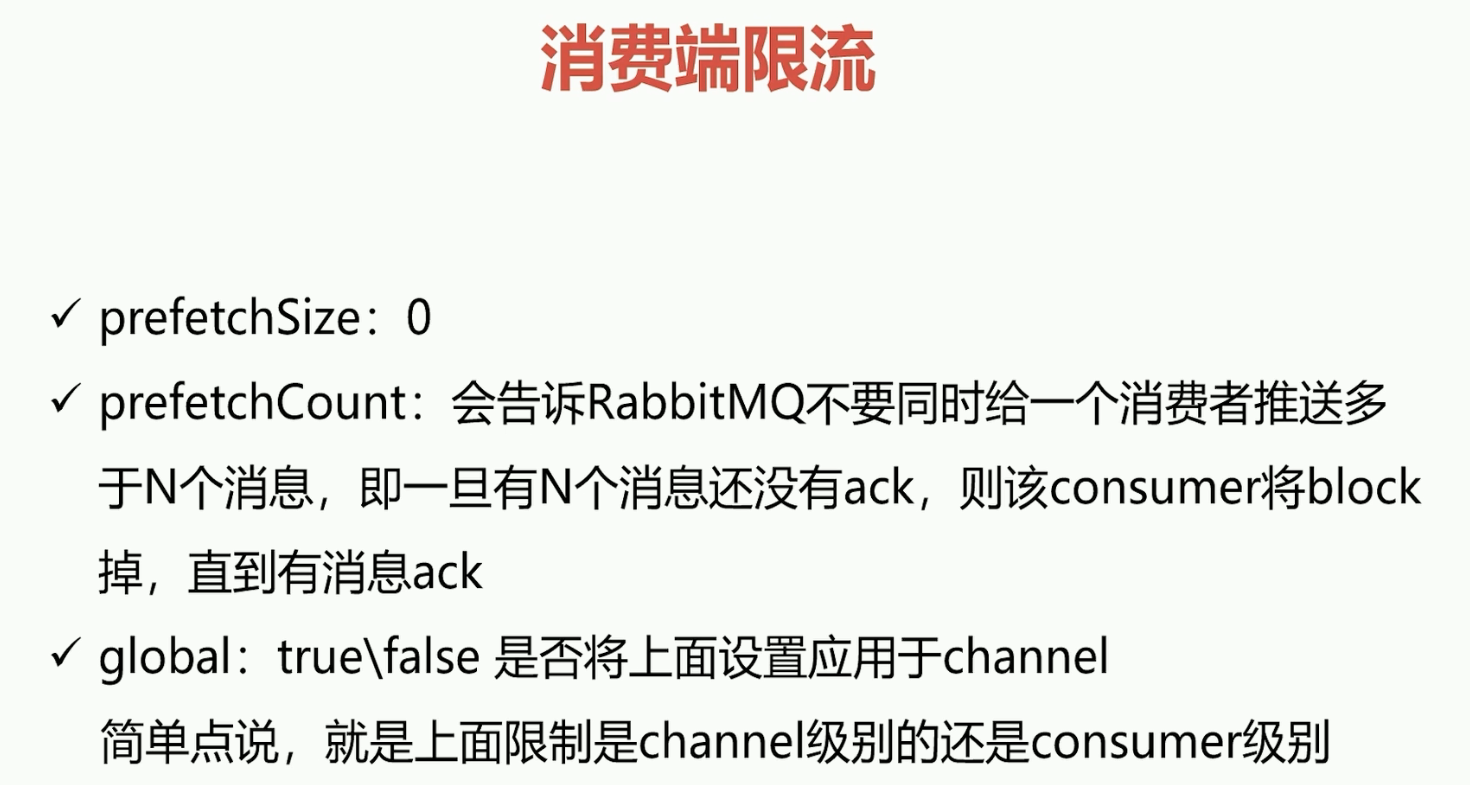 消费端限流
✓ prefetchSize：0
✓ prefetchCount：会告诉RabbitMQ不要同时给一个消费者推送多
于N个消息，即一旦有N个消息还没有ack，则该consumer将block
掉，直到有消息ack
✓ global：true\false 是否将上面设置应用于channel
简单点说，就是上面限制是channel级别的还是consumer级别